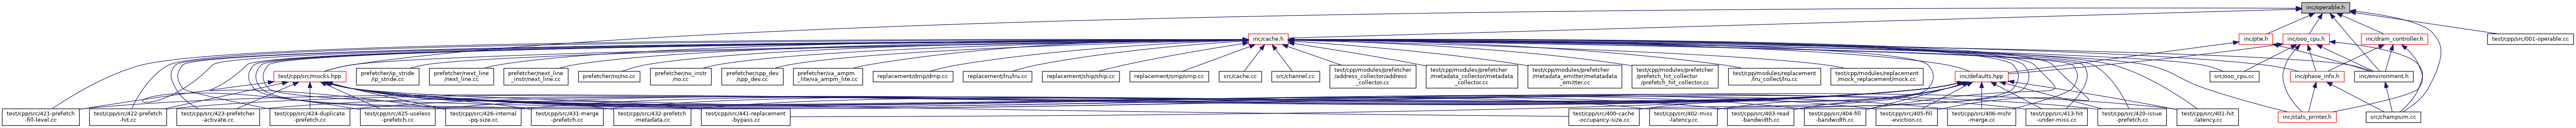 inc/operable.h
inc/cache.h
inc/ptw.h
inc/ooo_cpu.h
inc/dram_controller.h
test/cpp/src/001-operable.cc
test/cpp/src/mocks.hpp
prefetcher/ip_stride
/ip_stride.cc
prefetcher/next_line
/next_line.cc
prefetcher/next_line
_instr/next_line.cc
prefetcher/no/no.cc
prefetcher/no_instr
/no.cc
prefetcher/spp_dev
/spp_dev.cc
prefetcher/va_ampm
_lite/va_ampm_lite.cc
replacement/drrip/drrip.cc
replacement/lru/lru.cc
replacement/ship/ship.cc
replacement/srrip/srrip.cc
src/cache.cc
src/channel.cc
test/cpp/modules/prefetcher
/address_collector/address
_collector.cc
test/cpp/modules/prefetcher
/metadata_collector/metadata
_collector.cc
test/cpp/modules/prefetcher
/metadata_emitter/metatadata
_emitter.cc
test/cpp/modules/prefetcher
/prefetch_hit_collector
/prefetch_hit_collector.cc
test/cpp/modules/replacement
/lru_collect/lru.cc
test/cpp/modules/replacement
/mock_replacement/mock.cc
inc/defaults.hpp
src/ooo_cpu.cc
inc/phase_info.h
inc/environment.h
test/cpp/src/421-prefetch
-fill-level.cc
test/cpp/src/422-prefetch
-hit.cc
test/cpp/src/423-prefetcher
-activate.cc
test/cpp/src/424-duplicate
-prefetch.cc
test/cpp/src/425-useless
-prefetch.cc
test/cpp/src/426-internal
-pq-size.cc
test/cpp/src/431-merge
-prefetch.cc
test/cpp/src/432-prefetch
-metadata.cc
test/cpp/src/441-replacement
-bypass.cc
test/cpp/src/400-cache
-occupancy-size.cc
test/cpp/src/402-miss
-latency.cc
test/cpp/src/403-read
-bandwidth.cc
test/cpp/src/404-fill
-bandwidth.cc
test/cpp/src/405-fill
-eviction.cc
test/cpp/src/406-mshr
-merge.cc
test/cpp/src/413-hit
-under-miss.cc
test/cpp/src/420-issue
-prefetch.cc
test/cpp/src/401-hit
-latency.cc
inc/stats_printer.h
src/champsim.cc